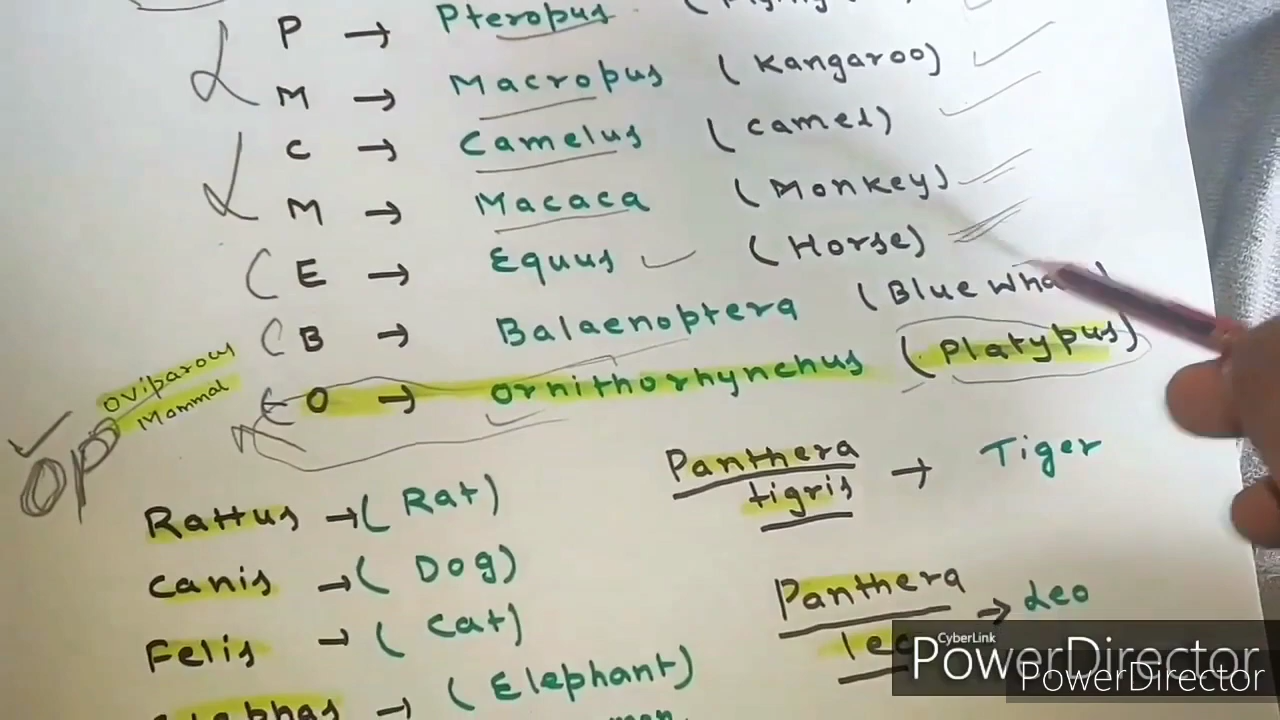 P → Pteropus
M → Macropus (Kangaroo)
C → Camelus (camel)
M → Macaca (Monkey)
E → Equus (Horse)
B → Balaenoptera (Blue
O → Ornithorhynchus (Platypus)
oviparous
Mammal
OP
Rattus → (Rat)
Canis → (Dog)
Felis → (Cat)
(Elephant)
Panthera
tigris → Tiger
Panthera
→ Leo
CyberLink
PowerDirector
PowerDirector